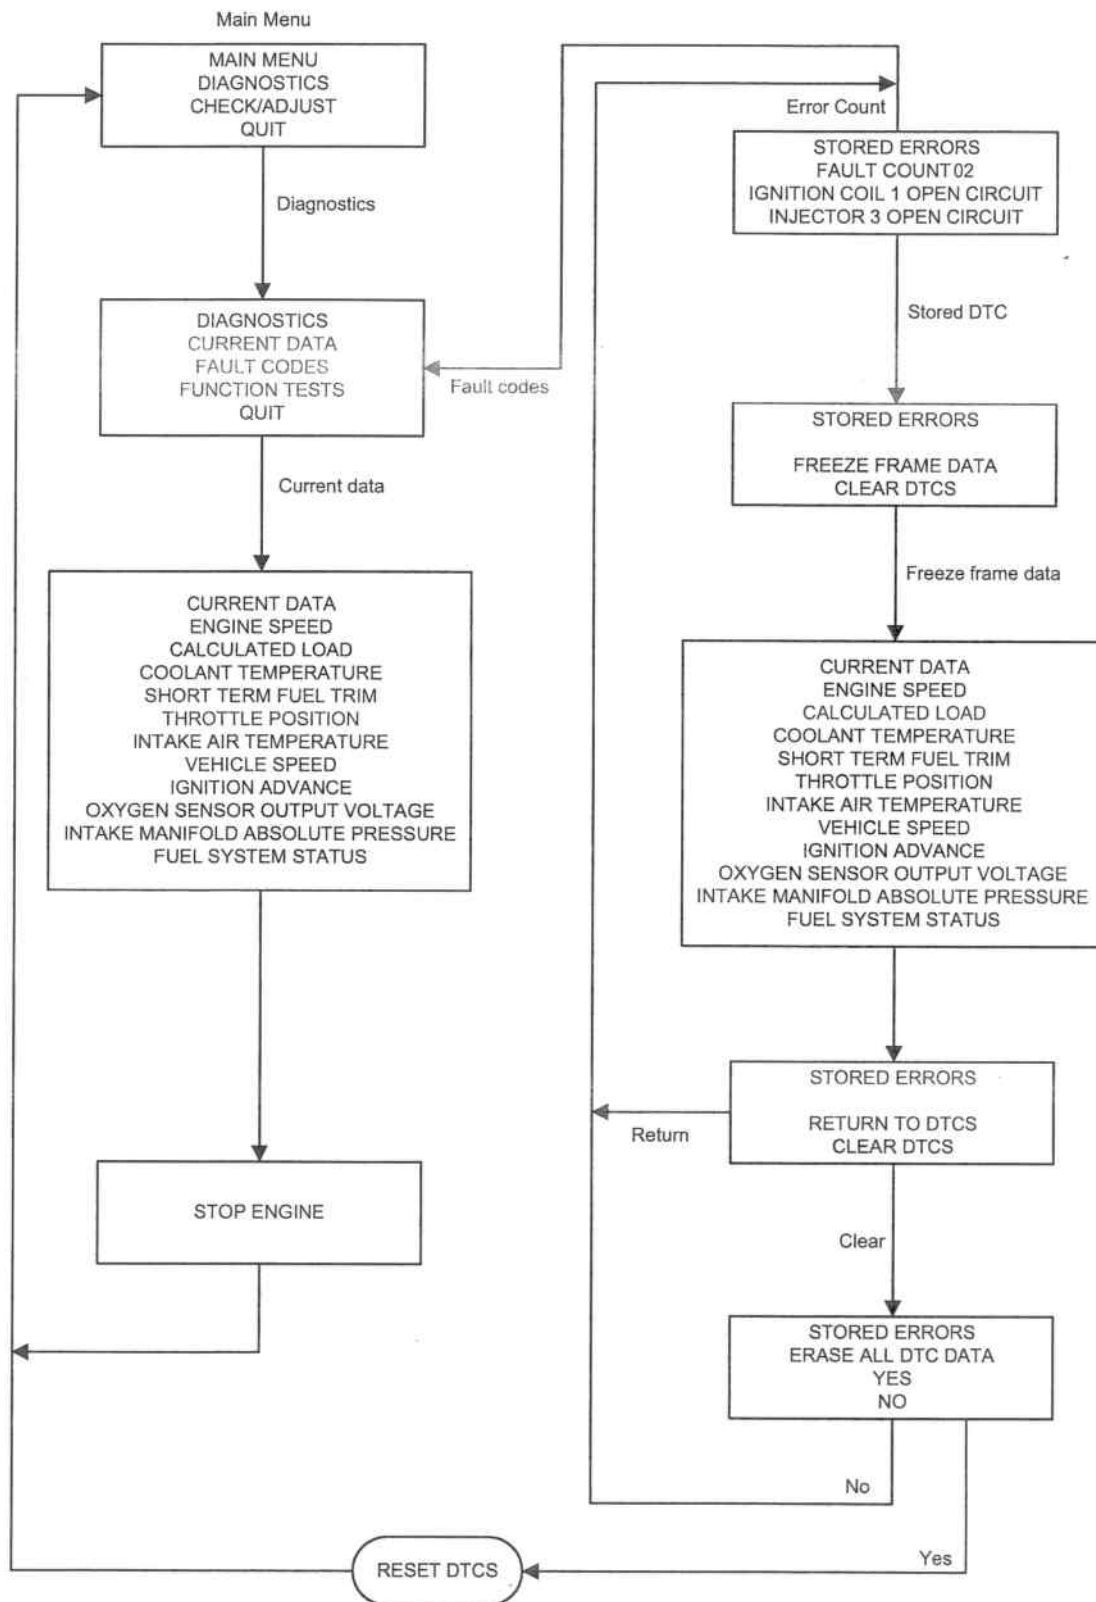 Main Menu
MAIN MENU
DIAGNOSTICS
CHECK/ADJUST
QUIT
Diagnostics
DIAGNOSTICS
CURRENT DATA
FAULT CODES
FUNCTION TESTS
QUIT
Fault codes
Current data
CURRENT DATA
ENGINE SPEED
CALCULATED LOAD
COOLANT TEMPERATURE
SHORT TERM FUEL TRIM
THROTTLE POSITION
INTAKE AIR TEMPERATURE
VEHICLE SPEED
IGNITION ADVANCE
OXYGEN SENSOR OUTPUT VOLTAGE
INTAKE MANIFOLD ABSOLUTE PRESSURE
FUEL SYSTEM STATUS
STOP ENGINE
Error Count
STORED ERRORS
FAULT COUNT 02
IGNITION COIL 1 OPEN CIRCUIT
INJECTOR 3 OPEN CIRCUIT
Stored DTC
STORED ERRORS
FREEZE FRAME DATA
CLEAR DTCS
Freeze frame data
CURRENT DATA
ENGINE SPEED
CALCULATED LOAD
COOLANT TEMPERATURE
SHORT TERM FUEL TRIM
THROTTLE POSITION
INTAKE AIR TEMPERATURE
VEHICLE SPEED
IGNITION ADVANCE
OXYGEN SENSOR OUTPUT VOLTAGE
INTAKE MANIFOLD ABSOLUTE PRESSURE
FUEL SYSTEM STATUS
STORED ERRORS
RETURN TO DTCS
CLEAR DTCS
Return
Clear
STORED ERRORS
ERASE ALL DTC DATA
YES
NO
No
Yes
RESET DTCS